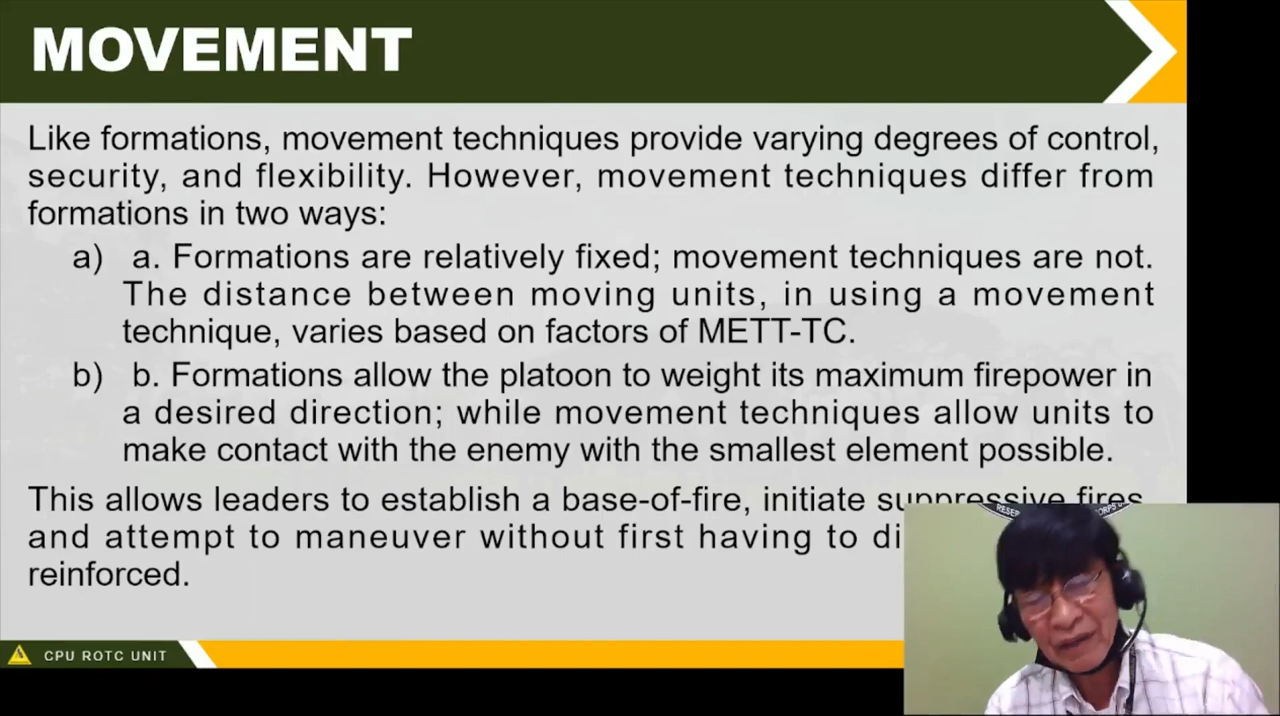 MOVEMENT
Like formations, movement techniques provide varying degrees of control,
security, and flexibility. However, movement techniques differ from
formations in two ways:
a) a. Formations are relatively fixed; movement techniques are not.
The distance between moving units, in using a movement
technique, varies based on factors of METT-TC.
b) b. Formations allow the platoon to weight its maximum firepower in
a desired direction; while movement techniques allow units to
make contact with the enemy with the smallest element possible.
This allows leaders to establish a base-of-fire, initiate suppressive fires
and attempt to maneuver without first having to
reinforced.
CPU ROTC UNIT